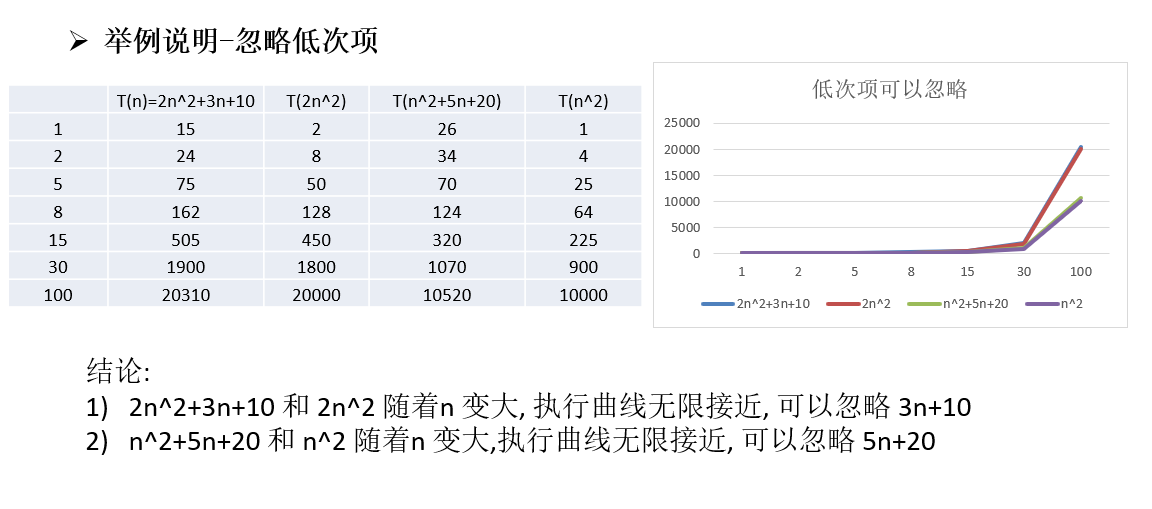 举例说明-忽略低次项
T(n)=2n^2+3n+10 T(2n^2) T(n^2+5n+20) T(n^2)
1 15 2 26 1
2 24 8 34 4
5 75 50 70 25
8 162 128 124 64
15 505 450 320 225
30 1900 1800 1070 900
100 20310 20000 10520 10000
低次项可以忽略
25000
20000
15000
10000
5000
0
1 2 5 8 15 30 100
2n^2+3n+10 2n^2 n^2+5n+20 n^2
结论:
1) 2n^2+3n+10 和 2n^2 随着n 变大, 执行曲线无限接近, 可以忽略 3n+10
2) n^2+5n+20 和 n^2 随着n 变大,执行曲线无限接近, 可以忽略 5n+20